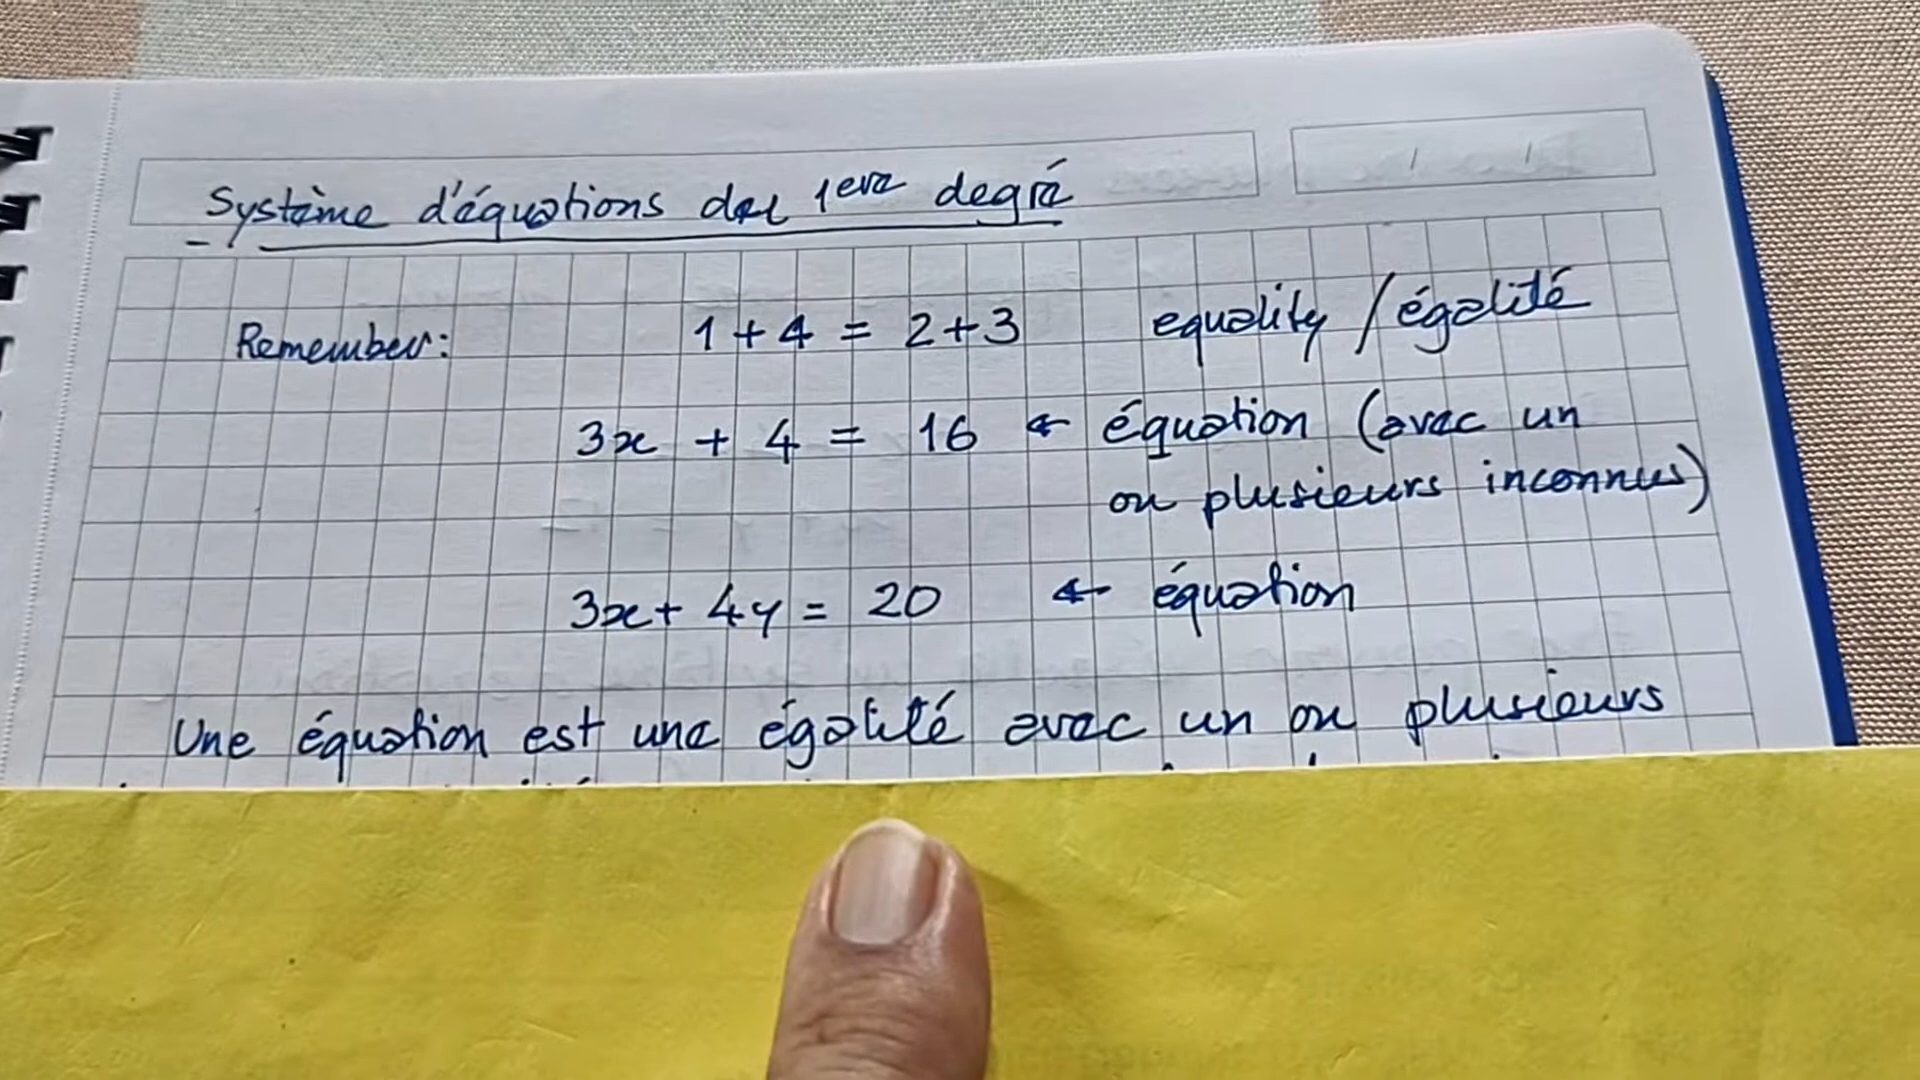 Système d'équations du 1ere degré
Remember: 1 + 4 = 2 + 3 equality / égalité
3x + 4 = 16 ← équation (avec un
ou plusieurs inconnus)
3x + 4y = 20 ← équation
Une équation est une égalité avec un ou plusieurs